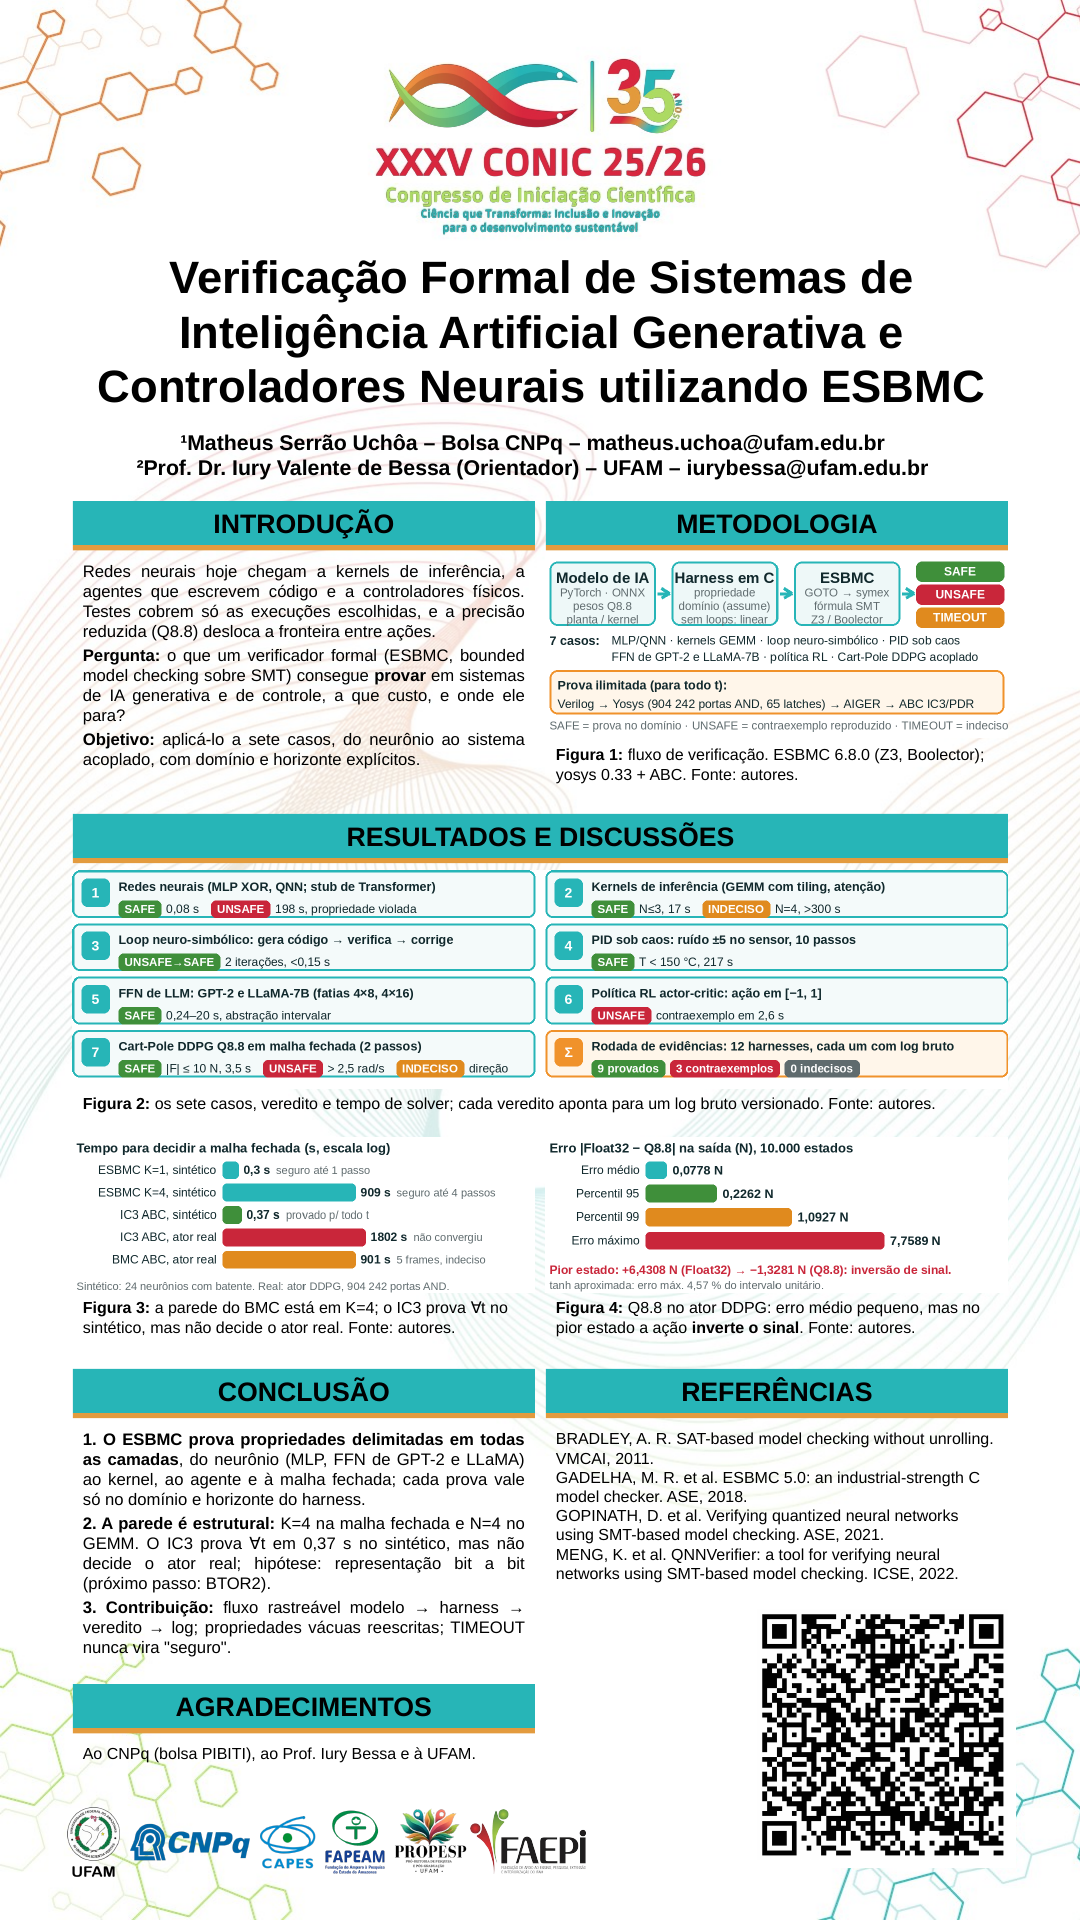 35
ANOS
XXXV CONIC 25/26
Congresso de Iniciação Científica
Ciência que Transforma: Inclusão e Inovação
para o desenvolvimento sustentável
Verificação Formal de Sistemas de
Inteligência Artificial Generativa e
Controladores Neurais utilizando ESBMC
¹Matheus Serrão Uchôa – Bolsa CNPq – matheus.uchoa@ufam.edu.br
²Prof. Dr. Iury Valente de Bessa (Orientador) – UFAM – iurybessa@ufam.edu.br
INTRODUÇÃO
Redes neurais hoje chegam a kernels de inferência, a
agentes que escrevem código e a controladores físicos.
Testes cobrem só as execuções escolhidas, e a precisão
reduzida (Q8.8) desloca a fronteira entre ações.
Pergunta: o que um verificador formal (ESBMC, bounded
model checking sobre SMT) consegue provar em sistemas
de IA generativa e de controle, a que custo, e onde ele
para?
Objetivo: aplicá-lo a sete casos, do neurônio ao sistema
acoplado, com domínio e horizonte explícitos.
METODOLOGIA
Modelo de IA
PyTorch · ONNX
pesos Q8.8
planta / kernel
Harness em C
propriedade
domínio (assume)
sem loops: linear
ESBMC
GOTO → symex
fórmula SMT
Z3 / Boolector
SAFE
UNSAFE
TIMEOUT
7 casos: MLP/QNN · kernels GEMM · loop neuro-simbólico · PID sob caos
FFN de GPT-2 e LLaMA-7B · política RL · Cart-Pole DDPG acoplado
Prova ilimitada (para todo t):
Verilog → Yosys (904 242 portas AND, 65 latches) → AIGER → ABC IC3/PDR
SAFE = prova no domínio · UNSAFE = contraexemplo reproduzido · TIMEOUT = indeciso
Figura 1: fluxo de verificação. ESBMC 6.8.0 (Z3, Boolector);
yosys 0.33 + ABC. Fonte: autores.
RESULTADOS E DISCUSSÕES
1 Redes neurais (MLP XOR, QNN; stub de Transformer)
SAFE 0,08 s UNSAFE 198 s, propriedade violada
2 Kernels de inferência (GEMM com tiling, atenção)
SAFE N≤3, 17 s INDECISO N=4, >300 s
3 Loop neuro-simbólico: gera código → verifica → corrige
UNSAFE→SAFE 2 iterações, <0,15 s
4 PID sob caos: ruído ±5 no sensor, 10 passos
SAFE T < 150 °C, 217 s
5 FFN de LLM: GPT-2 e LLaMA-7B (fatias 4×8, 4×16)
SAFE 0,24–20 s, abstração intervalar
6 Política RL actor-critic: ação em [−1, 1]
UNSAFE contraexemplo em 2,6 s
7 Cart-Pole DDPG Q8.8 em malha fechada (2 passos)
SAFE |F| ≤ 10 N, 3,5 s UNSAFE > 2,5 rad/s INDECISO direção
Σ Rodada de evidências: 12 harnesses, cada um com log bruto
9 provados 3 contraexemplos 0 indecisos
Figura 2: os sete casos, veredito e tempo de solver; cada veredito aponta para um log bruto versionado. Fonte: autores.
Tempo para decidir a malha fechada (s, escala log)
ESBMC K=1, sintético 0,3 s seguro até 1 passo
ESBMC K=4, sintético 909 s seguro até 4 passos
IC3 ABC, sintético 0,37 s provado p/ todo t
IC3 ABC, ator real 1802 s não convergiu
BMC ABC, ator real 901 s 5 frames, indeciso
Sintético: 24 neurônios com batente. Real: ator DDPG, 904 242 portas AND.
Figura 3: a parede do BMC está em K=4; o IC3 prova ∀t no
sintético, mas não decide o ator real. Fonte: autores.
Erro |Float32 − Q8.8| na saída (N), 10.000 estados
Erro médio 0,0778 N
Percentil 95 0,2262 N
Percentil 99 1,0927 N
Erro máximo 7,7589 N
Pior estado: +6,4308 N (Float32) → −1,3281 N (Q8.8): inversão de sinal.
tanh aproximada: erro máx. 4,57 % do intervalo unitário.
Figura 4: Q8.8 no ator DDPG: erro médio pequeno, mas no
pior estado a ação inverte o sinal. Fonte: autores.
CONCLUSÃO
1. O ESBMC prova propriedades delimitadas em todas
as camadas, do neurônio (MLP, FFN de GPT-2 e LLaMA)
ao kernel, ao agente e à malha fechada; cada prova vale
só no domínio e horizonte do harness.
2. A parede é estrutural: K=4 na malha fechada e N=4 no
GEMM. O IC3 prova ∀t em 0,37 s no sintético, mas não
decide o ator real; hipótese: representação bit a bit
(próximo passo: BTOR2).
3. Contribuição: fluxo rastreável modelo → harness →
veredito → log; propriedades vácuas reescritas; TIMEOUT
nunca vira "seguro".
REFERÊNCIAS
BRADLEY, A. R. SAT-based model checking without unrolling.
VMCAI, 2011.
GADELHA, M. R. et al. ESBMC 5.0: an industrial-strength C
model checker. ASE, 2018.
GOPINATH, D. et al. Verifying quantized neural networks
using SMT-based model checking. ASE, 2021.
MENG, K. et al. QNNVerifier: a tool for verifying neural
networks using SMT-based model checking. ICSE, 2022.
AGRADECIMENTOS
Ao CNPq (bolsa PIBITI), ao Prof. Iury Bessa e à UFAM.
UFAM
CNPq
CAPES
FAPEAM
Fundação de Amparo à Pesquisa
do Estado do Amazonas
PROPESP
- UFAM -
FAEPI